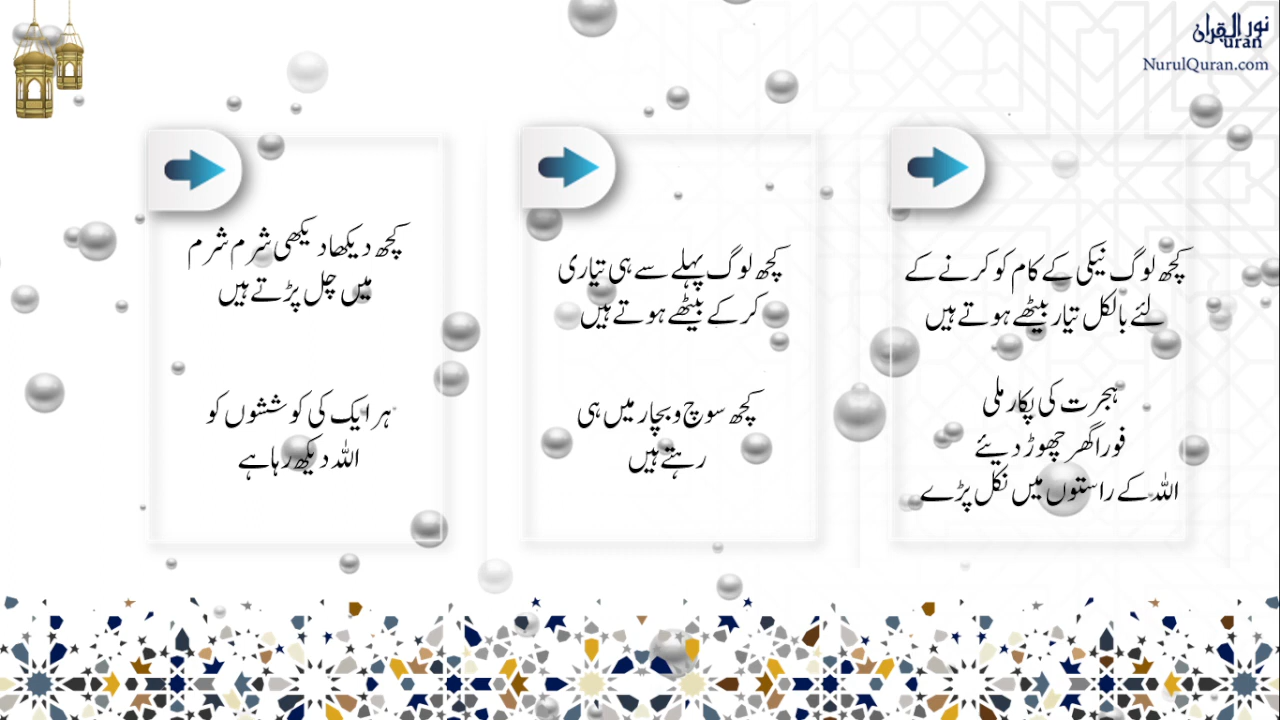 نور القران
uran
NurulQuran.com
کچھ لوگ نیکی کے کام کو کرنے کے
لئے بالکل تیار بیٹھے ہوتے ہیں
ہجرت کی پکار ملی
فورا گھر چھوڑ دیئے
اللہ کے راستوں میں نکل پڑے
کچھ لوگ پہلے سے ہی تیاری
کر کے بیٹھے ہوتے ہیں
کچھ سوچ و بچار میں ہی
رہتے ہیں
کچھ دیکھا دیکھی شرم شرم
میں چل پڑتے ہیں
ہر ایک کی کوششوں کو
اللہ دیکھ رہا ہے